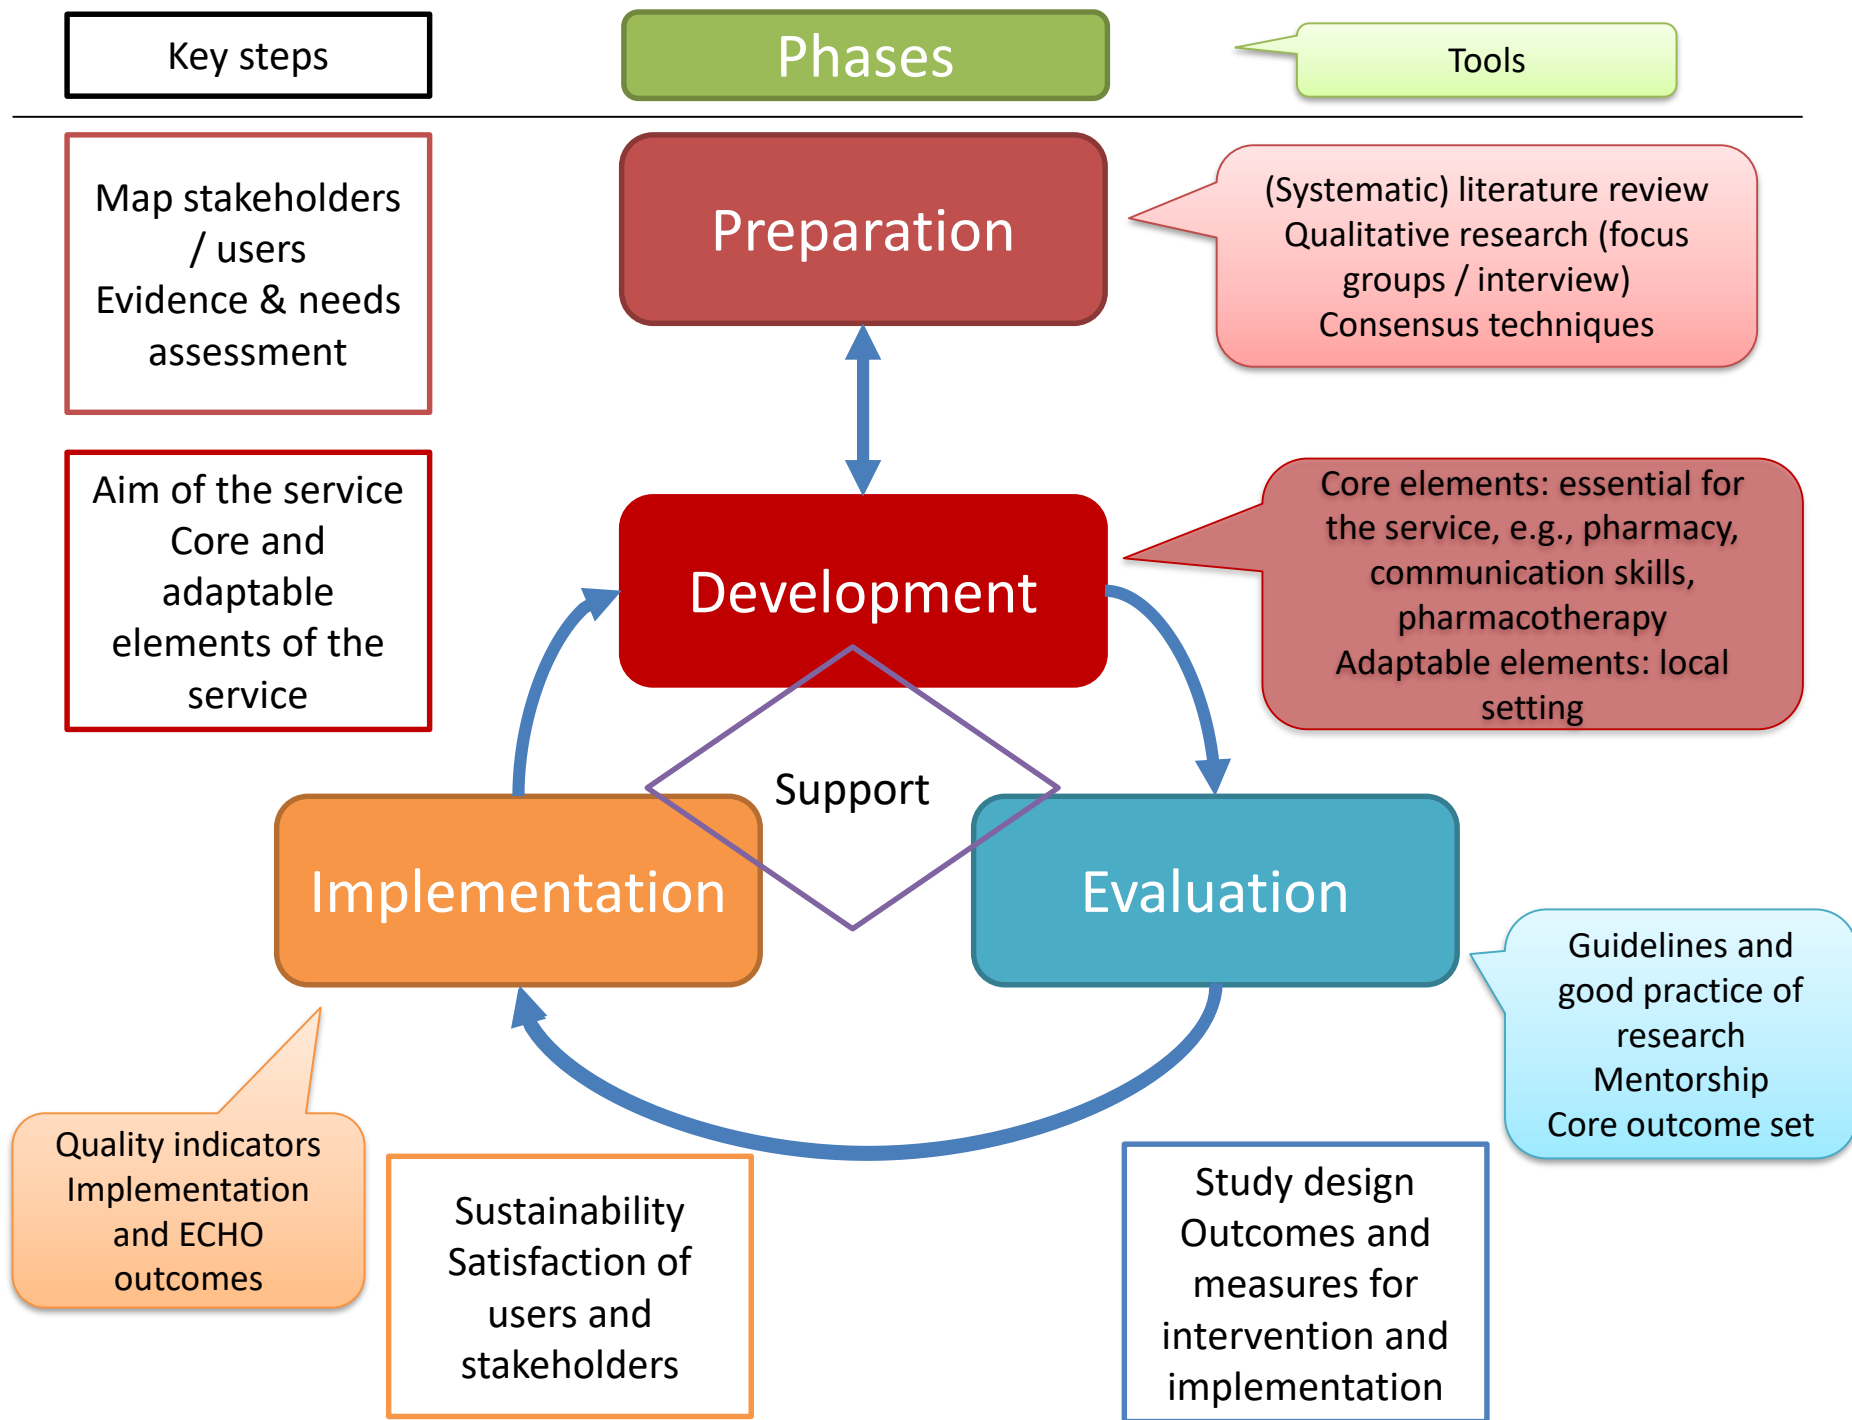 Key steps
Phases
Tools
Map stakeholders
/ users
Evidence & needs
assessment
Preparation
(Systematic) literature review
Qualitative research (focus
groups / interview)
Consensus techniques
Aim of the service
Core and
adaptable
elements of the
service
Development
Core elements: essential for
the service, e.g., pharmacy,
communication skills,
pharmacotherapy
Adaptable elements: local
setting
Support
Implementation
Evaluation
Guidelines and
good practice of
research
Mentorship
Core outcome set
Quality indicators
Implementation
and ECHO
outcomes
Sustainability
Satisfaction of
users and
stakeholders
Study design
Outcomes and
measures for
intervention and
implementation